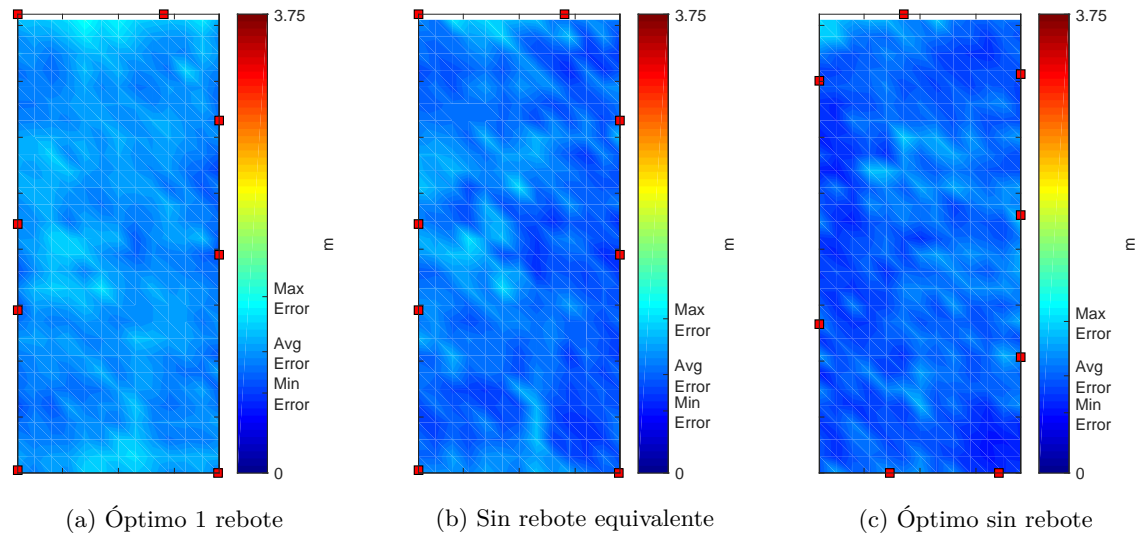 3.75
m
Max
Error
Avg
Error
Min
Error
0
(a) Óptimo 1 rebote
3.75
m
Max
Error
Avg
Error
Min
Error
0
(b) Sin rebote equivalente
3.75
m
Max
Error
Avg
Error
Min
Error
0
(c) Óptimo sin rebote